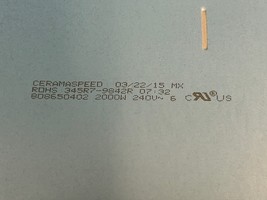 CERAMASPEED 03/22/15 MX
ROHS 345R7-9842R 07:32
808650402 2000W 240V~ 6 C US